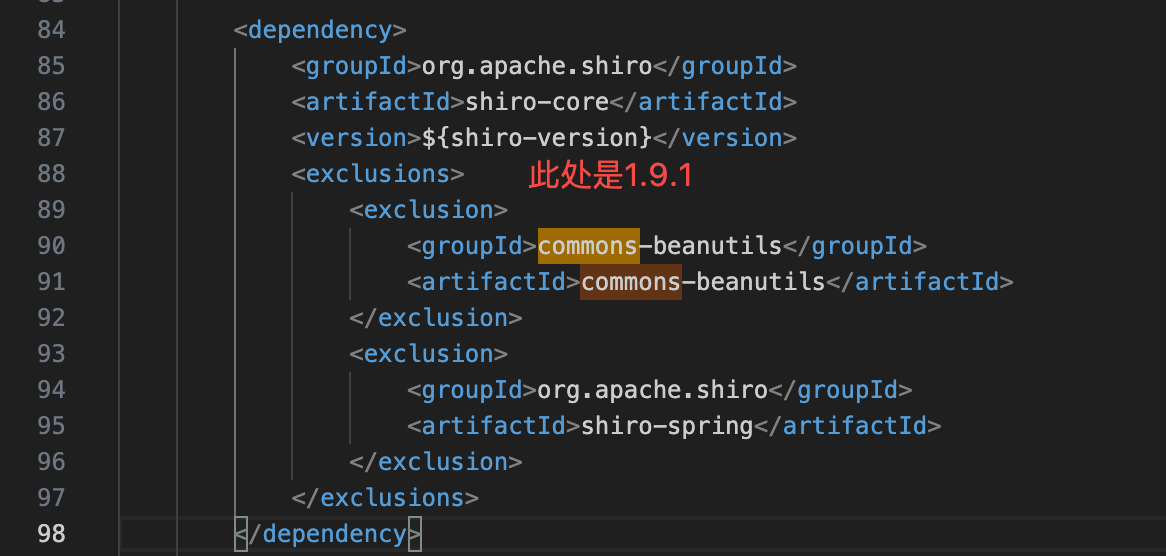 84 <dependency>
85 <groupId>org.apache.shiro</groupId>
86 <artifactId>shiro-core</artifactId>
87 <version>${shiro-version}</version>
88 <exclusions> 此处是1.9.1
89 <exclusion>
90 <groupId>commons-beanutils</groupId>
91 <artifactId>commons-beanutils</artifactId>
92 </exclusion>
93 <exclusion>
94 <groupId>org.apache.shiro</groupId>
95 <artifactId>shiro-spring</artifactId>
96 </exclusion>
97 </exclusions>
98 </dependency>